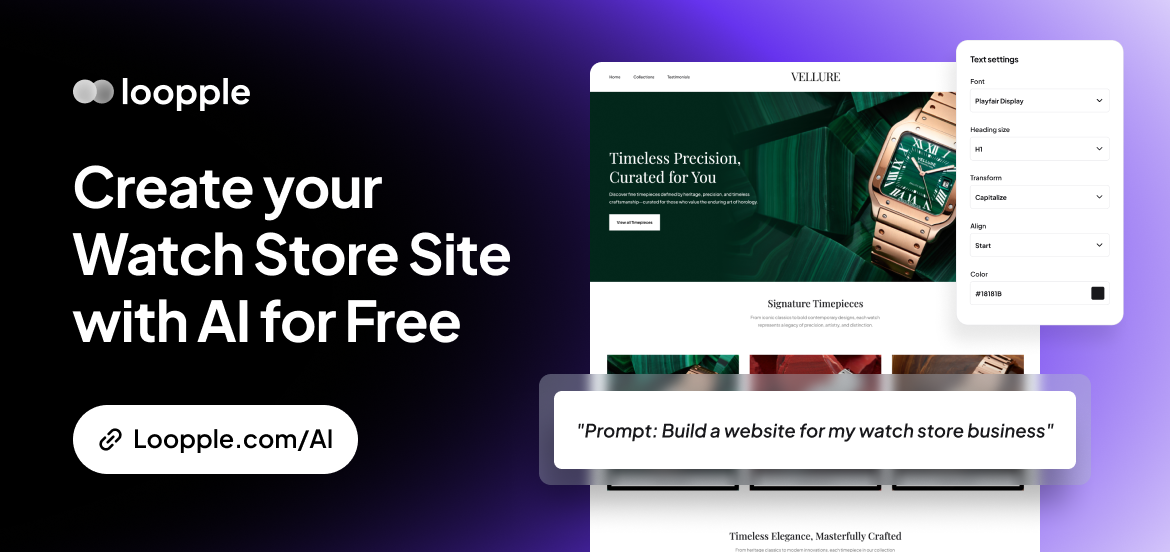 loopple
Create your
Watch Store Site
with AI for Free
Loopple.com/AI
Home
Collections
Testimonials
VELLURE
Timeless Precision,
Curated for You
Discover fine timepieces defined by heritage, precision, and timeless
craftsmanship—curated for those who value the enduring art of horology.
View all Timepieces
VELLURE
Signature Timepieces
From iconic classics to bold contemporary designs, each watch
represents a legacy of precision, artistry, and distinction.
Text settings
Font
Playfair Display
Heading size
H1
Transform
Capitalize
Align
Start
Color
#18181B
"Prompt: Build a website for my watch store business"
Timeless Elegance, Masterfully Crafted
From heritage classics to modern innovations, each timepiece in our collection